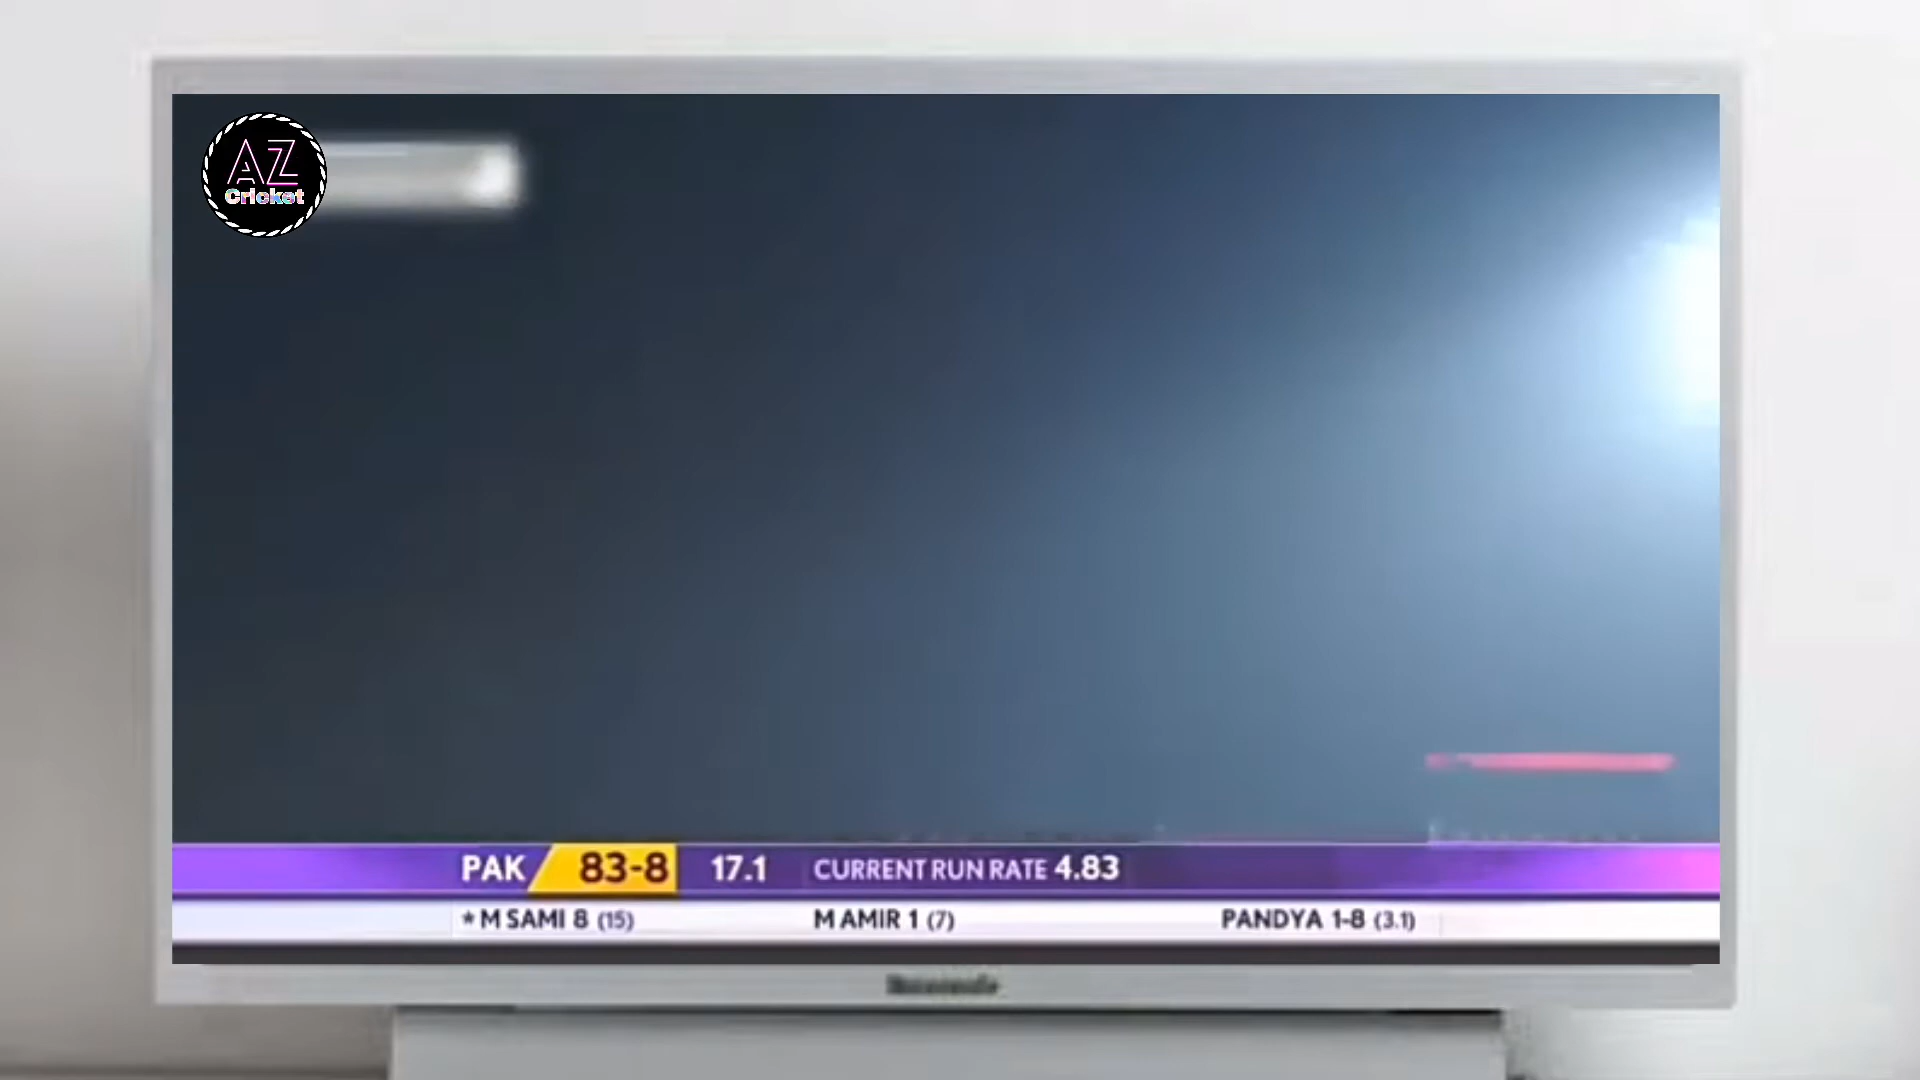 AZ
Cricket
PAK 83-8 17.1 CURRENT RUN RATE 4.83
* M SAMI 8 (15) M AMIR 1 (7) PANDYA 1-8 (3.1)